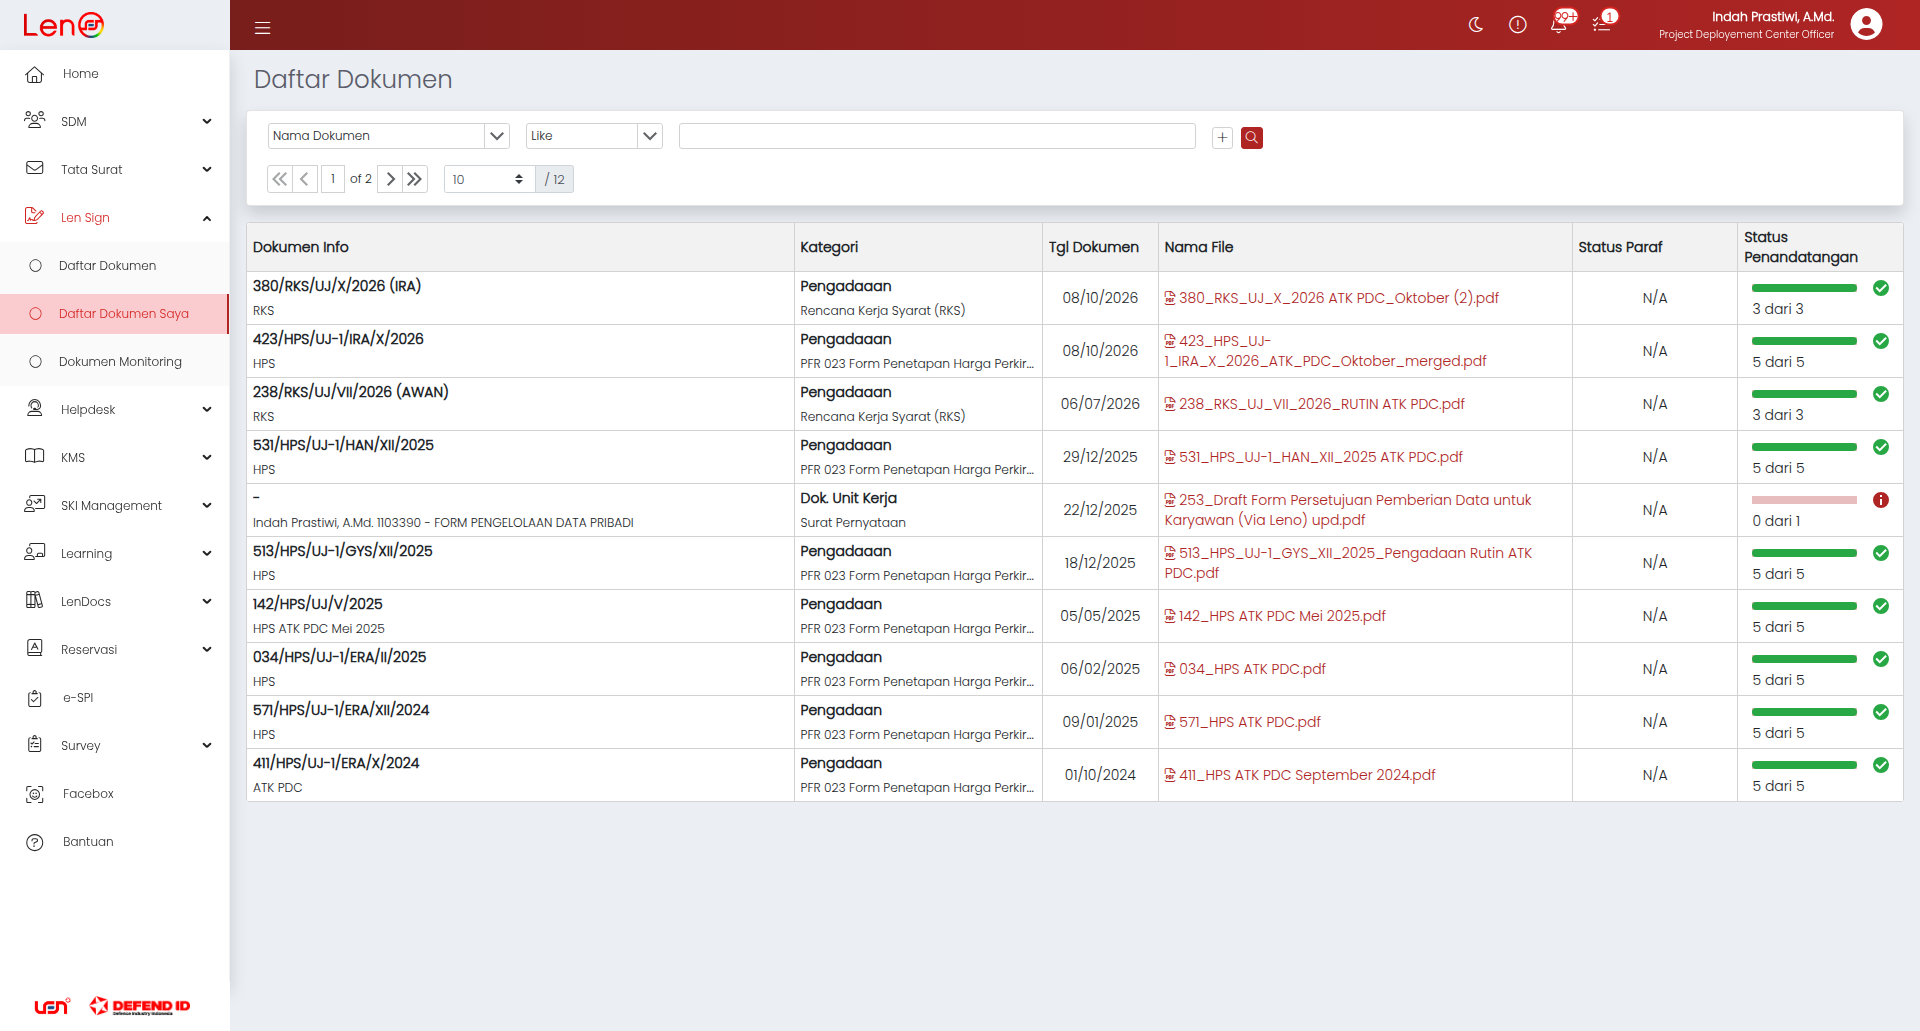 Len
99+
1
Indah Prastiwi, A.Md.
Project Deployement Center Officer
Home
SDM
Tata Surat
Len Sign
Daftar Dokumen
Daftar Dokumen Saya
Dokumen Monitoring
Helpdesk
KMS
SKI Management
Learning
LenDocs
Reservasi
e-SPI
Survey
Facebox
Bantuan
Len
DEFEND ID
Defence Industry Indonesia
Daftar Dokumen
Nama Dokumen Like
1 of 2 10 / 12
Dokumen Info Kategori Tgl Dokumen Nama File Status Paraf Status Penandatangan
380/RKS/UJ/X/2026 (IRA) Pengadaaan 08/10/2026 380_RKS_UJ_X_2026 ATK PDC_Oktober (2).pdf N/A
RKS Rencana Kerja Syarat (RKS) 3 dari 3
423/HPS/UJ-1/IRA/X/2026 Pengadaaan 08/10/2026 423_HPS_UJ-
1_IRA_X_2026_ATK_PDC_Oktober_merged.pdf N/A
HPS PFR 023 Form Penetapan Harga Perkir... 5 dari 5
238/RKS/UJ/VII/2026 (AWAN) Pengadaaan 06/07/2026 238_RKS_UJ_VII_2026_RUTIN ATK PDC.pdf N/A
RKS Rencana Kerja Syarat (RKS) 3 dari 3
531/HPS/UJ-1/HAN/XII/2025 Pengadaaan 29/12/2025 531_HPS_UJ-1_HAN_XII_2025 ATK PDC.pdf N/A
HPS PFR 023 Form Penetapan Harga Perkir... 5 dari 5
- Dok. Unit Kerja 22/12/2025 253_Draft Form Persetujuan Pemberian Data untuk
Karyawan (Via Leno) upd.pdf N/A
Indah Prastiwi, A.Md. 1103390 - FORM PENGELOLAAN DATA PRIBADI Surat Pernyataan 0 dari 1
513/HPS/UJ-1/GYS/XII/2025 Pengadaaan 18/12/2025 513_HPS_UJ-1_GYS_XII_2025_Pengadaan Rutin ATK
PDC.pdf N/A
HPS PFR 023 Form Penetapan Harga Perkir... 5 dari 5
142/HPS/UJ/V/2025 Pengadaan 05/05/2025 142_HPS ATK PDC Mei 2025.pdf N/A
HPS ATK PDC Mei 2025 PFR 023 Form Penetapan Harga Perkir... 5 dari 5
034/HPS/UJ-1/ERA/II/2025 Pengadaan 06/02/2025 034_HPS ATK PDC.pdf N/A
HPS PFR 023 Form Penetapan Harga Perkir... 5 dari 5
571/HPS/UJ-1/ERA/XII/2024 Pengadaan 09/01/2025 571_HPS ATK PDC.pdf N/A
HPS PFR 023 Form Penetapan Harga Perkir... 5 dari 5
411/HPS/UJ-1/ERA/X/2024 Pengadaan 01/10/2024 411_HPS ATK PDC September 2024.pdf N/A
ATK PDC PFR 023 Form Penetapan Harga Perkir... 5 dari 5